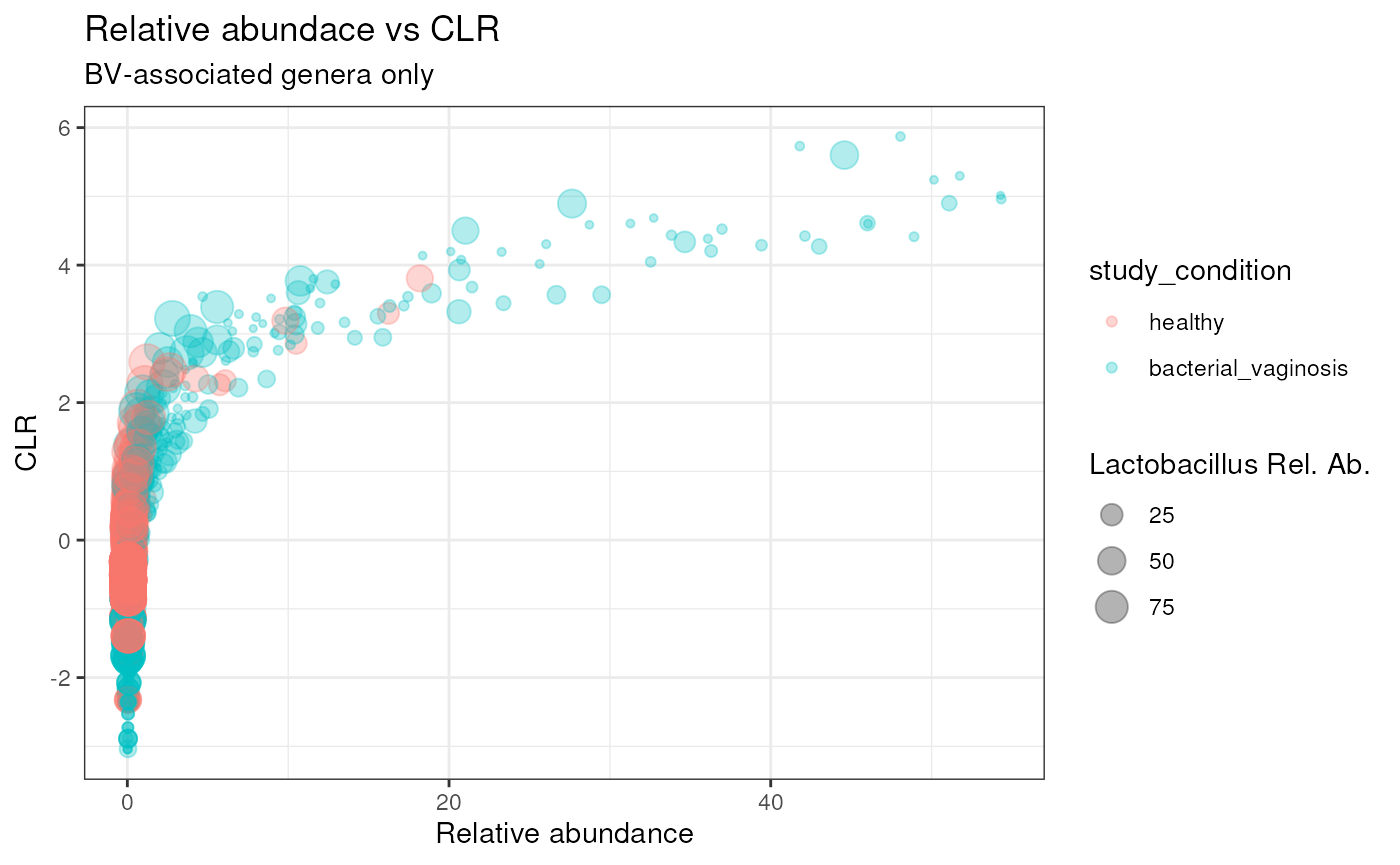 Relative abundace vs CLR
BV-associated genera only
6
4
2
0
-2
CLR
0
20
40
Relative abundance
study_condition
healthy
bacterial_vaginosis
Lactobacillus Rel. Ab.
25
50
75